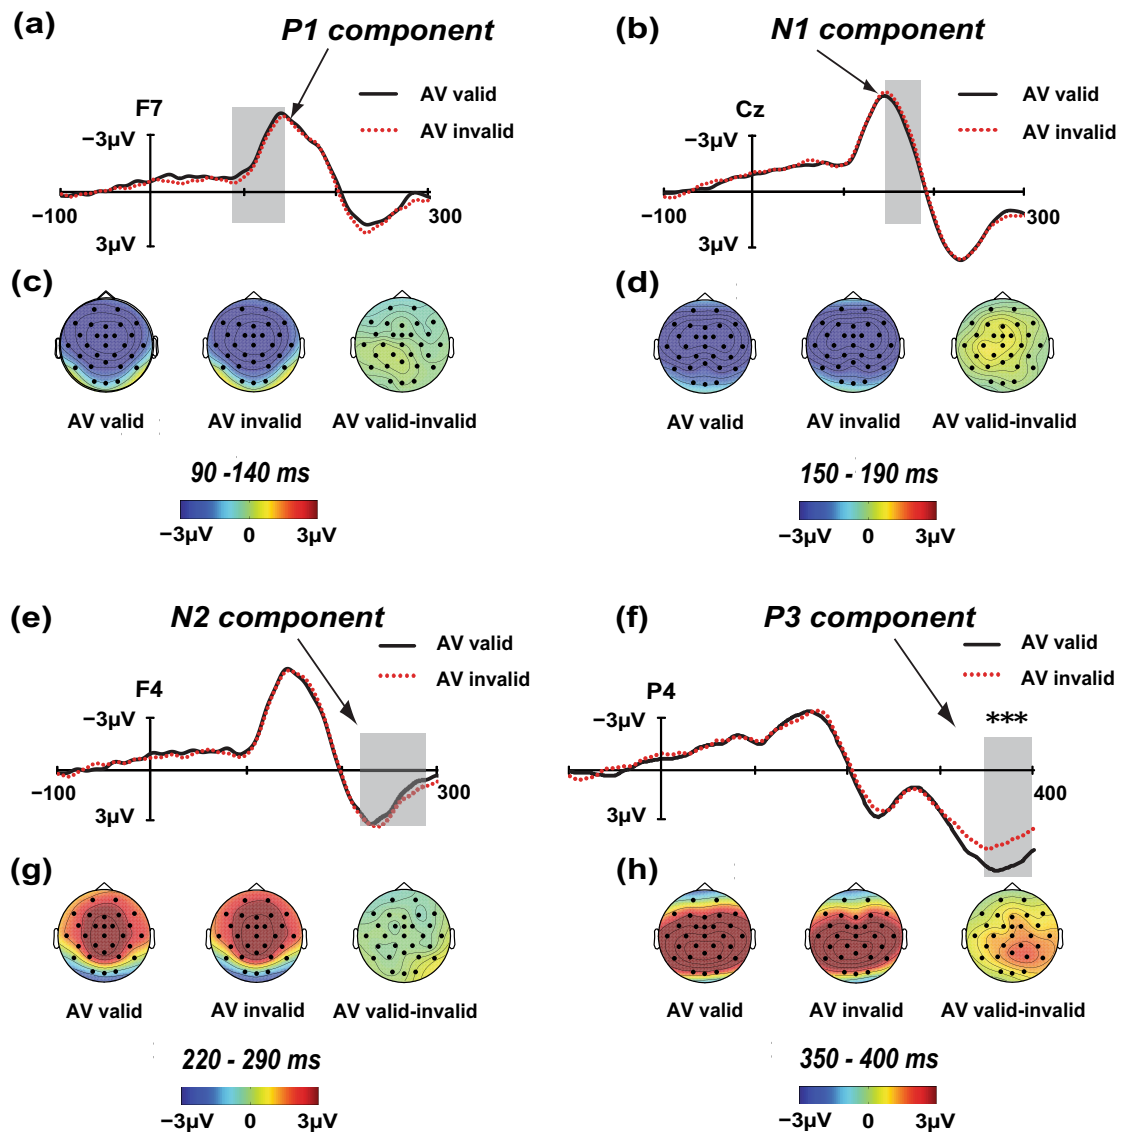 (a)
P1 component
AV valid
AV invalid
F7
−3μV
−100
300
3μV
(b)
N1 component
AV valid
AV invalid
Cz
−3μV
−100
300
3μV
(c)
AV valid
AV invalid
AV valid-invalid
90 -140 ms
−3μV
0
3μV
(d)
AV valid
AV invalid
AV valid-invalid
150 - 190 ms
−3μV
0
3μV
(e)
N2 component
AV valid
AV invalid
F4
−3μV
−100
300
3μV
(f)
P3 component
AV valid
AV invalid
P4
−3μV
***
400
3μV
(g)
AV valid
AV invalid
AV valid-invalid
220 - 290 ms
−3μV
0
3μV
(h)
AV valid
AV invalid
AV valid-invalid
350 - 400 ms
−3μV
0
3μV